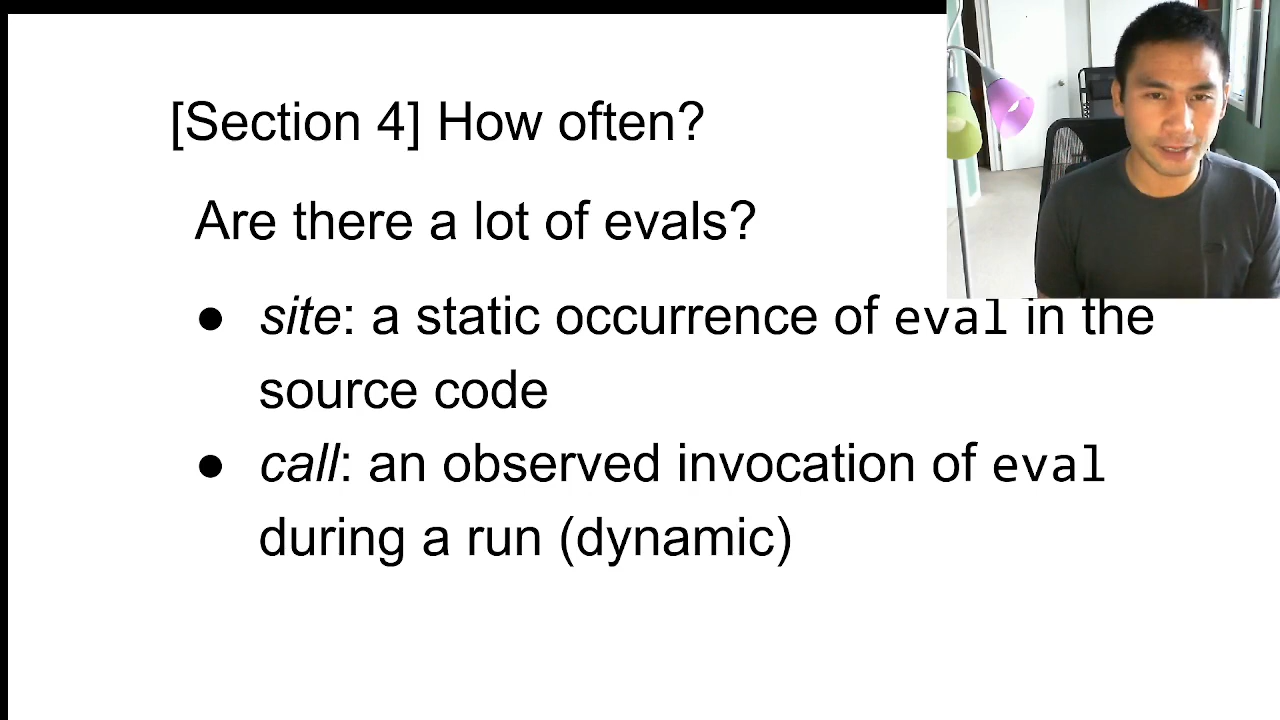 [Section 4] How often?
Are there a lot of evals?
● site: a static occurrence of eval in the
source code
● call: an observed invocation of eval
during a run (dynamic)